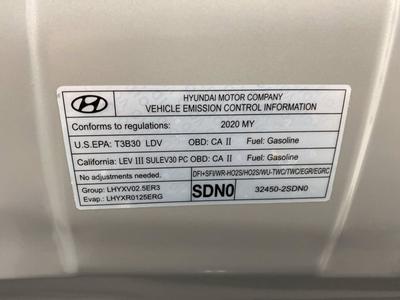 HYUNDAI MOTOR COMPANY
VEHICLE EMISSION CONTROL INFORMATION
Conforms to regulations: 2020 MY
U.S.EPA: T3B30 LDV OBD: CA II Fuel: Gasoline
California: LEV III SULEV30 PC OBD: CA II Fuel: Gasoline
No adjustments needed. DFI+SFI/WR-HO2S/HO2S/WU-TWC/TWC/EGR/EGRC
Group: LHYXV02.5ER3
Evap.: LHYXR0125ERG
SDN0 32450-2SDN0